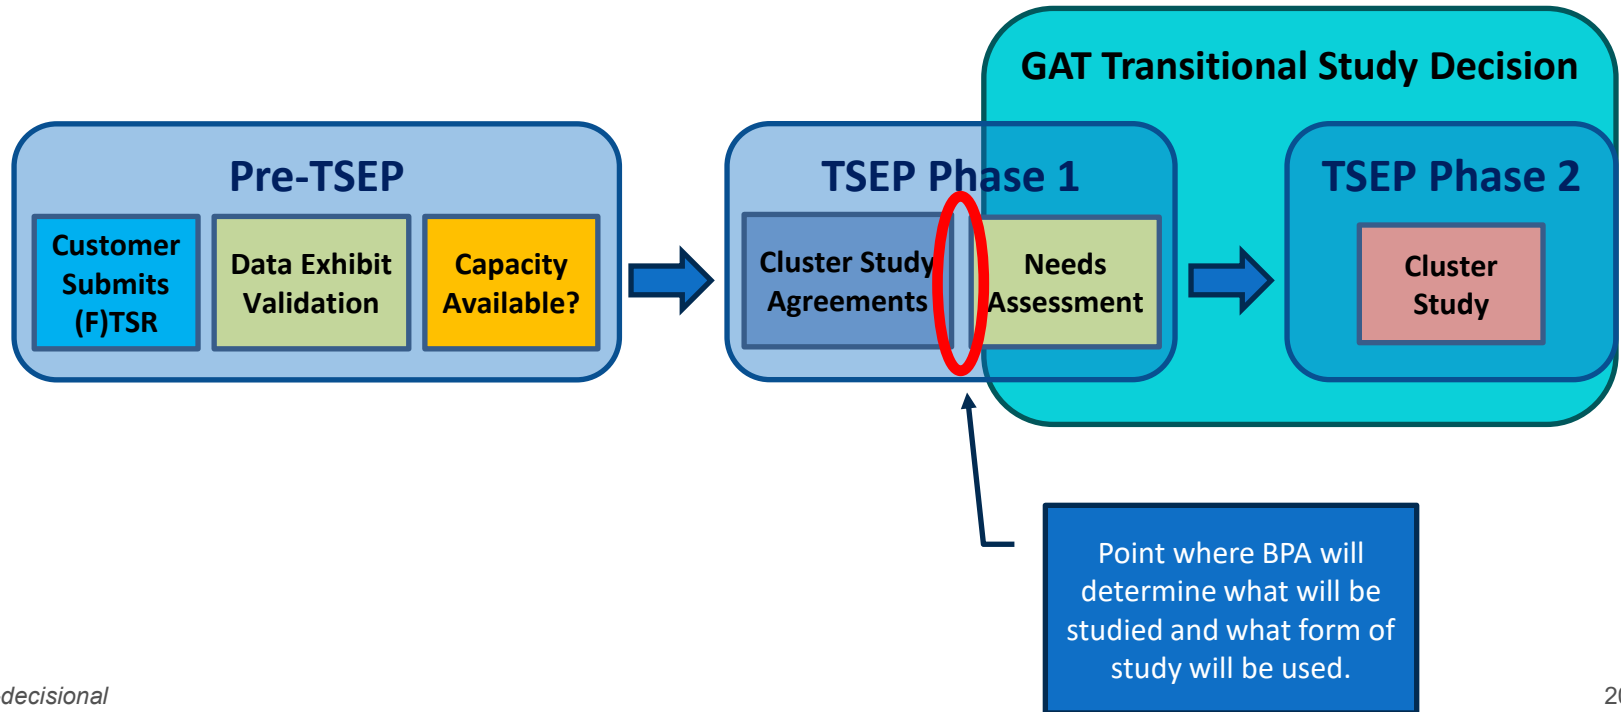 GAT Transitional Study Decision
Pre-TSEP
TSEP Phase 1
TSEP Phase 2
Customer
Submits
(F)TSR
Data Exhibit
Validation
Capacity
Available?
Cluster Study
Agreements
Needs
Assessment
Cluster
Study
Point where BPA will
determine what will be
studied and what form of
study will be used.
decisional